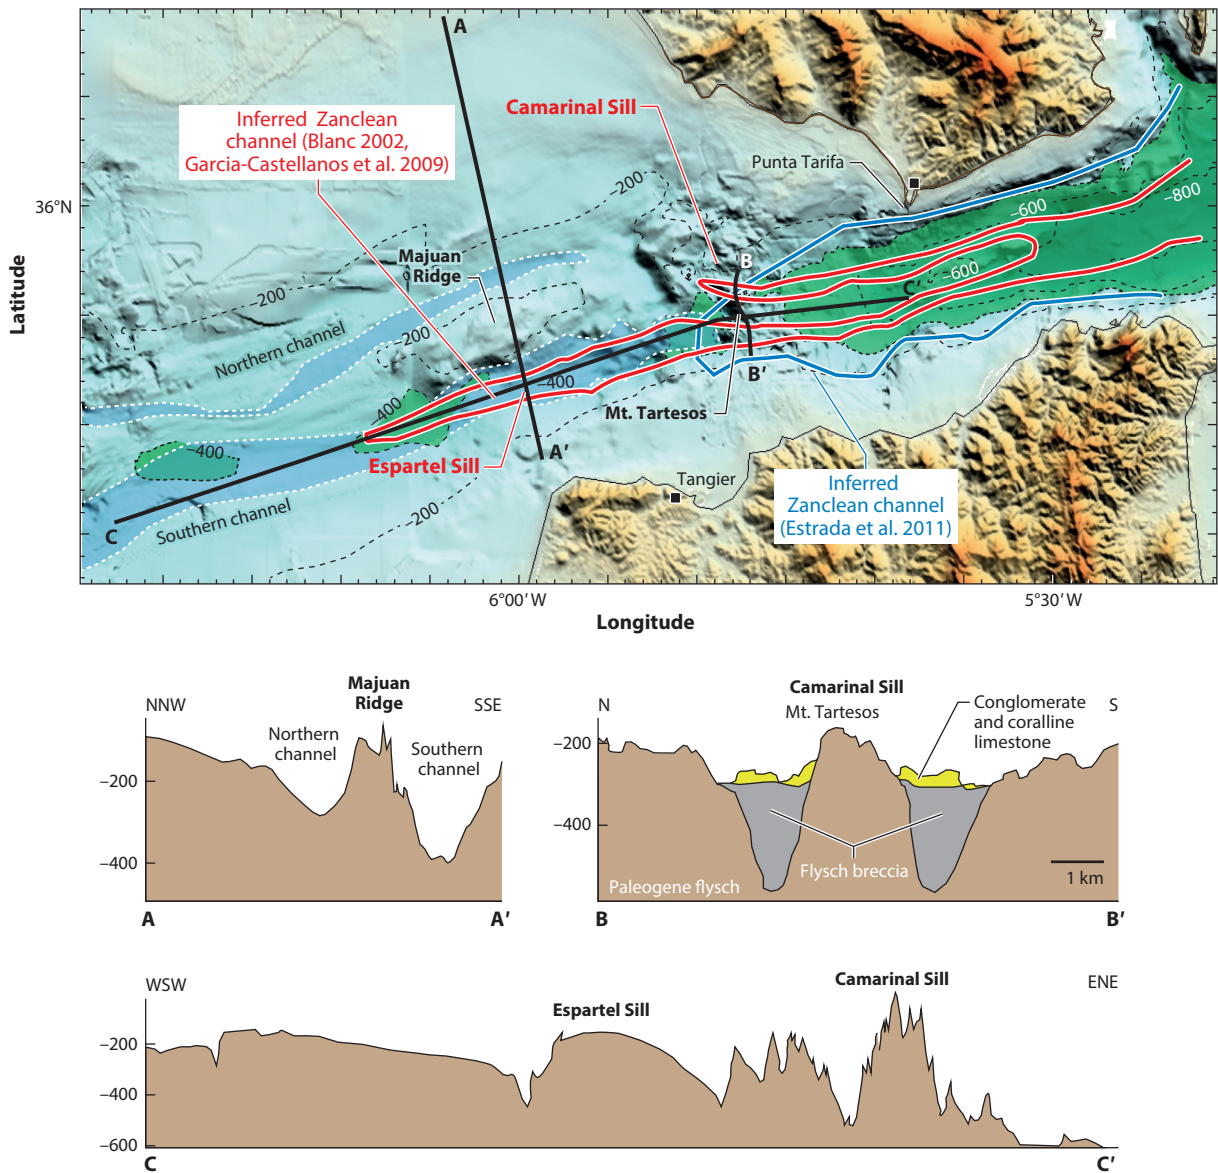 A
Camarinal Sill
Inferred Zanclean
channel (Blanc 2002,
Garcia-Castellanos et al. 2009)
Punta Tarifa
–200
36°N
–600
–800
Majuan
Ridge
B
–600
C′
–200
Northern channel
–200
–400
B′
–400
Mt. Tartesos
–400
A′
Espartel Sill
Tangier
Inferred
Zanclean channel
(Estrada et al. 2011)
–200
Southern channel
C
Latitude
6°00′W
5°30′W
Longitude
NNW
Majuan
Ridge
SSE
Northern
channel
Southern
channel
–200
–400
A
A′
N
Camarinal Sill
Mt. Tartesos
Conglomerate
and coralline
limestone
S
–200
–400
Flysch breccia
Paleogene flysch
1 km
B
B′
WSW
Espartel Sill
Camarinal Sill
ENE
–200
–400
–600
C
C′